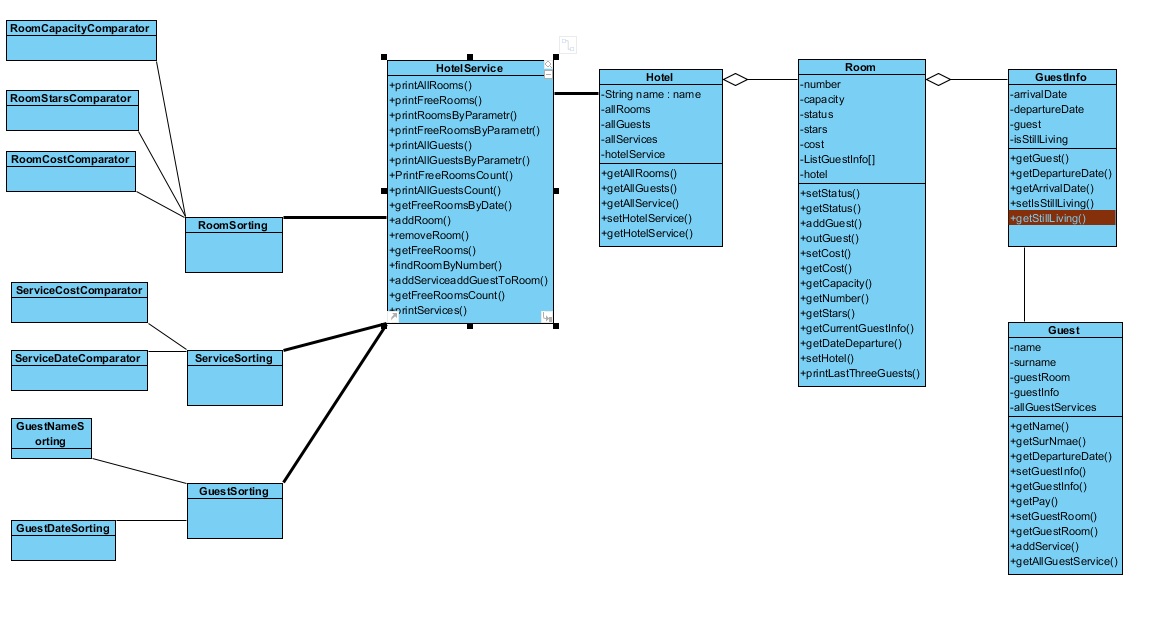 RoomCapacityComparator
RoomStarsComparator
RoomCostComparator
RoomSorting
ServiceCostComparator
ServiceDateComparator
ServiceSorting
GuestNameS
orting
GuestSorting
GuestDateSorting
HotelService
+printAllRooms()
+printFreeRooms()
+printRoomsByParametr()
+printFreeRoomsByParametr()
+printAllGuests()
+printAllGuestsByParametr()
+PrintFreeRoomsCount()
+printAllGuestsCount()
+getFreeRoomsByDate()
+addRoom()
+removeRoom()
+getFreeRooms()
+findRoomByNumber()
+addServiceaddGuestToRoom()
+getFreeRoomsCount()
+printServices()
Hotel
-String name : name
-allRooms
-allGuests
-allServices
-hotelService
+getAllRooms()
+getAllGuests()
+getAllService()
+setHotelService()
+getHotelService()
Room
-number
-capacity
-status
-stars
-cost
-ListGuestInfo[]
-hotel
+setStatus()
+getStatus()
+addGuest()
+outGuest()
+setCost()
+getCost()
+getCapacity()
+getNumber()
+getStars()
+getCurrentGuestInfo()
+getDateDeparture()
+setHotel()
+printLastThreeGuests()
GuestInfo
-arrivalDate
-departureDate
-guest
-isStillLiving
+getGuest()
+getDepartureDate()
+getArrivalDate()
+setIsStillLiving()
+getStillLiving()
Guest
-name
-surname
-guestRoom
-guestInfo
-allGuestServices
+getName()
+getSurNmae()
+getDepartureDate()
+setGuestInfo()
+getGuestInfo()
+getPay()
+setGuestRoom()
+getGuestRoom()
+addService()
+getAllGuestService()